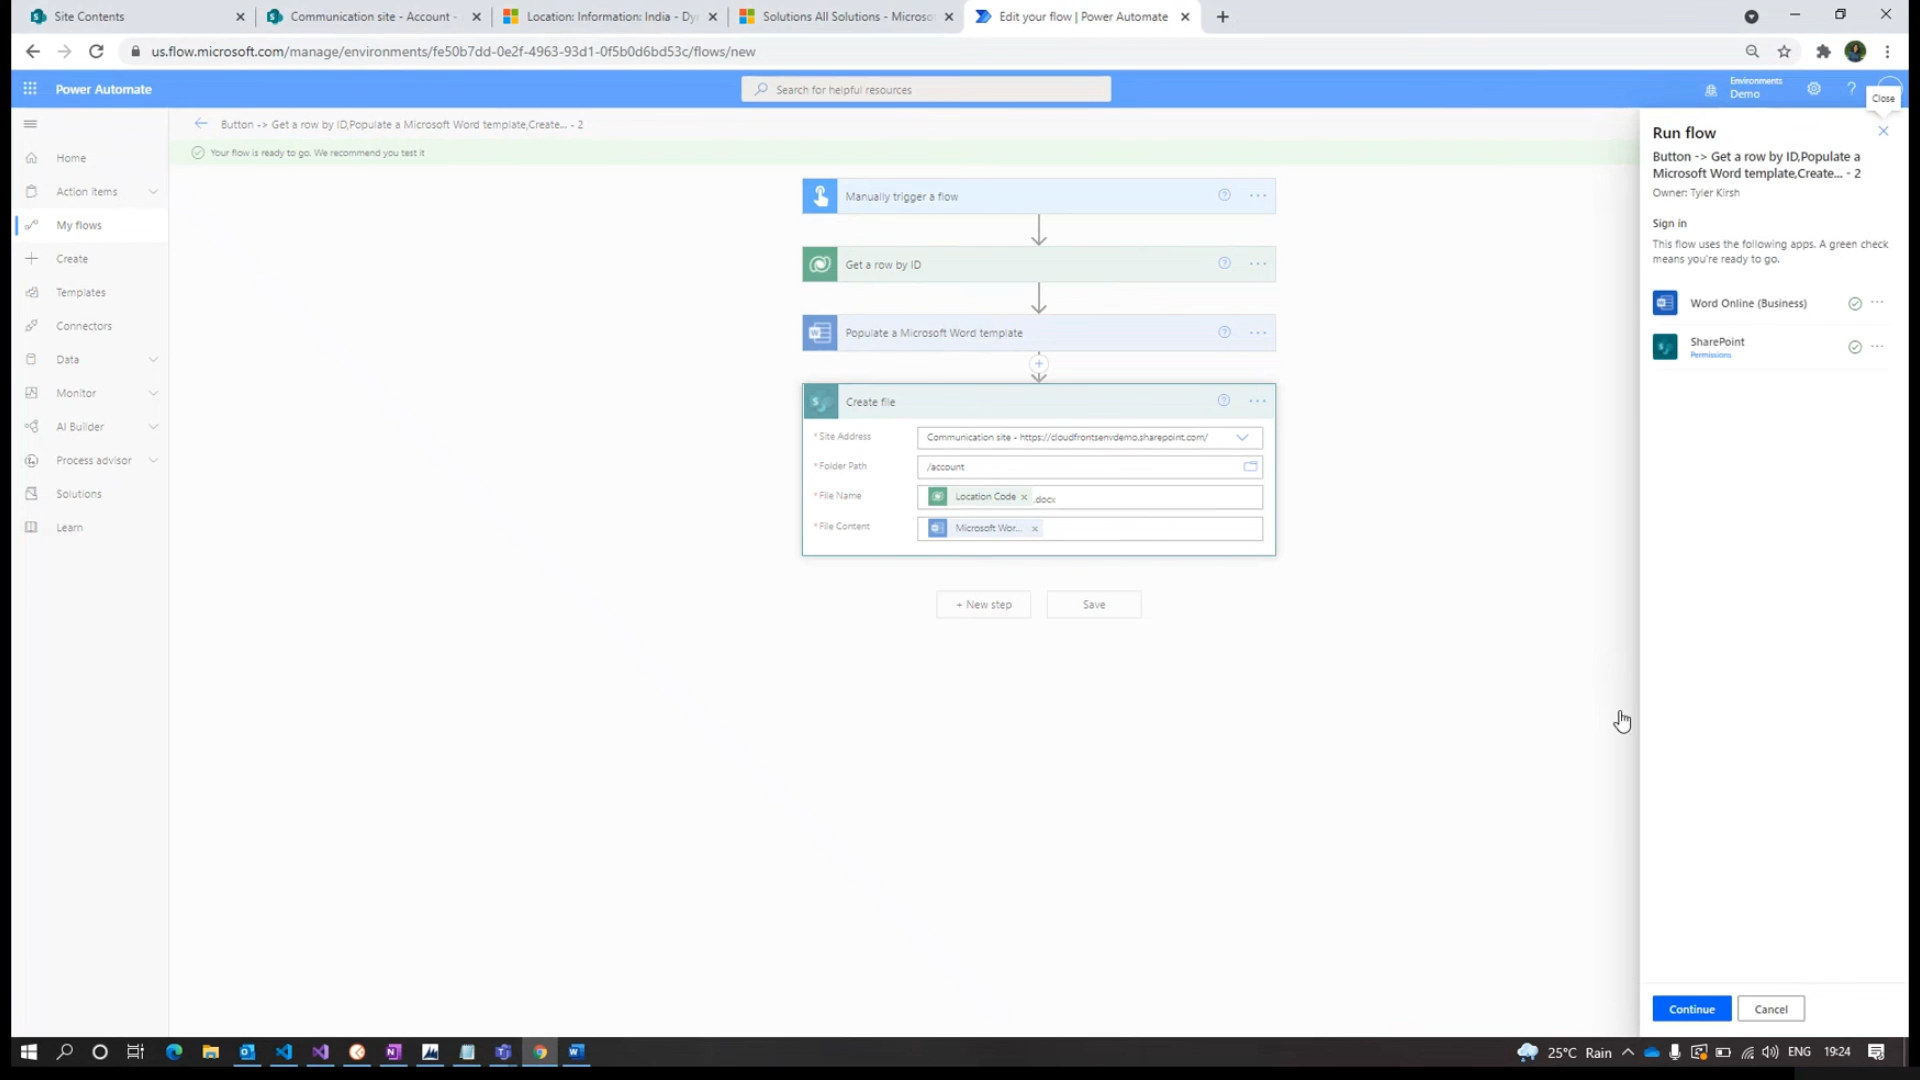 Site Contents
Communication site - Account -
Location: Information: India - Dy
Solutions All Solutions - Microso
Edit your flow | Power Automate
us.flow.microsoft.com/manage/environments/fe50b7dd-0e2f-4963-93d1-0f5b0d6bd53c/flows/new
Power Automate
Search for helpful resources
Environments
Demo
?
Close
Home
Action items
My flows
Create
Templates
Connectors
Data
Monitor
AI Builder
Process advisor
Solutions
Learn
Button -> Get a row by ID,Populate a Microsoft Word template,Create... - 2
Your flow is ready to go. We recommend you test it
Manually trigger a flow
Get a row by ID
Populate a Microsoft Word template
Create file
* Site Address
Communication site - https://cloudfrontsenvdemo.sharepoint.com/
* Folder Path
/account
* File Name
Location Code × .docx
* File Content
Microsoft Wor... ×
+ New step
Save
Run flow
Button -> Get a row by ID,Populate a
Microsoft Word template,Create... - 2
Owner: Tyler Kirsh
Sign in
This flow uses the following apps. A green check
means you're ready to go.
Word Online (Business)
SharePoint
Permissions
Continue
Cancel
25°C Rain
ENG
19:24